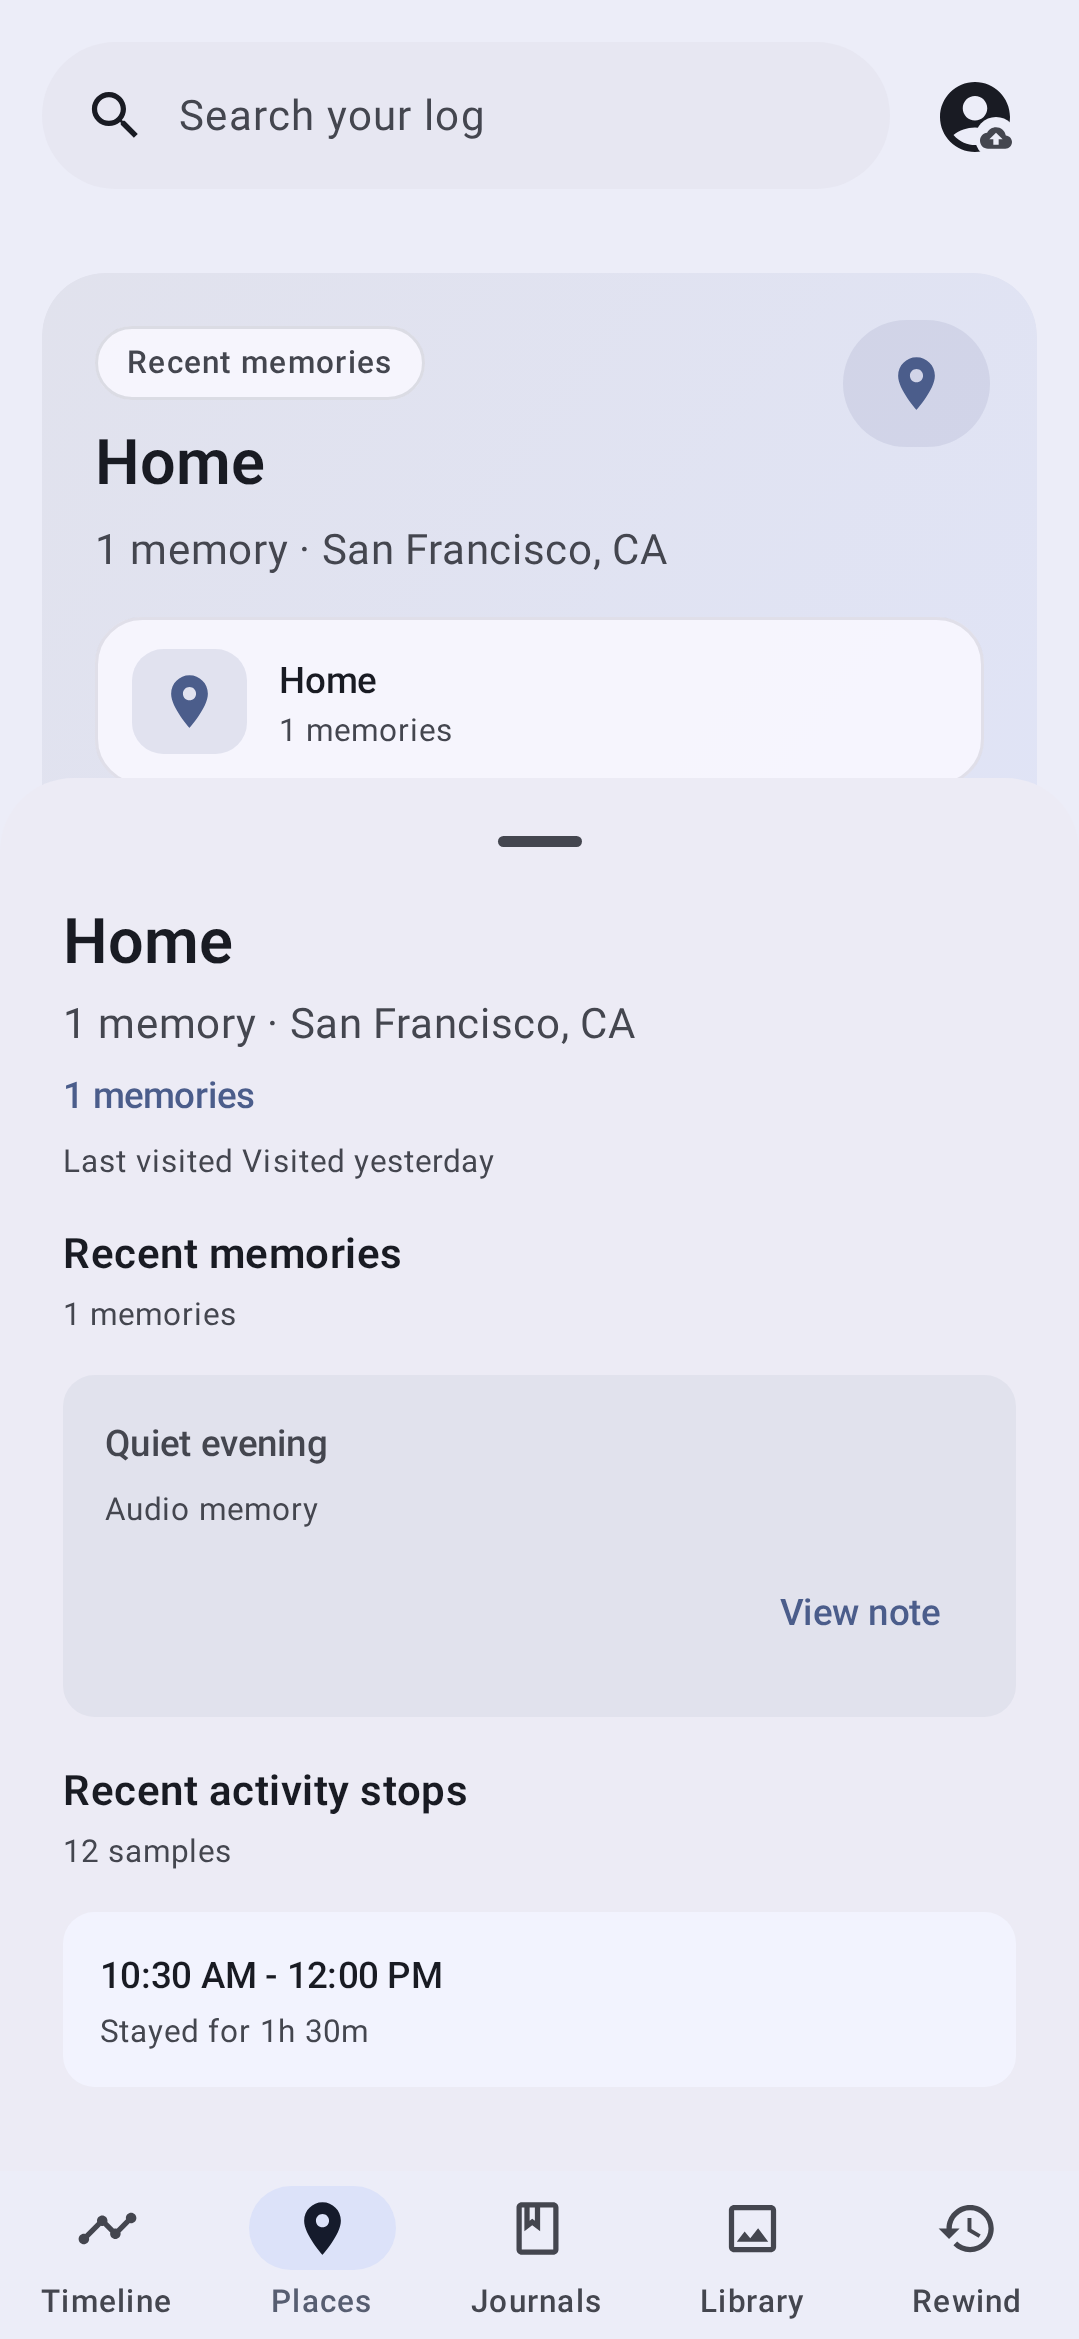 Search your log
Recent memories
Home
1 memory · San Francisco, CA
Home
1 memories
Home
1 memory · San Francisco, CA
1 memories
Last visited Visited yesterday
Recent memories
1 memories
Quiet evening
Audio memory
View note
Recent activity stops
12 samples
10:30 AM - 12:00 PM
Stayed for 1h 30m
Timeline
Places
Journals
Library
Rewind